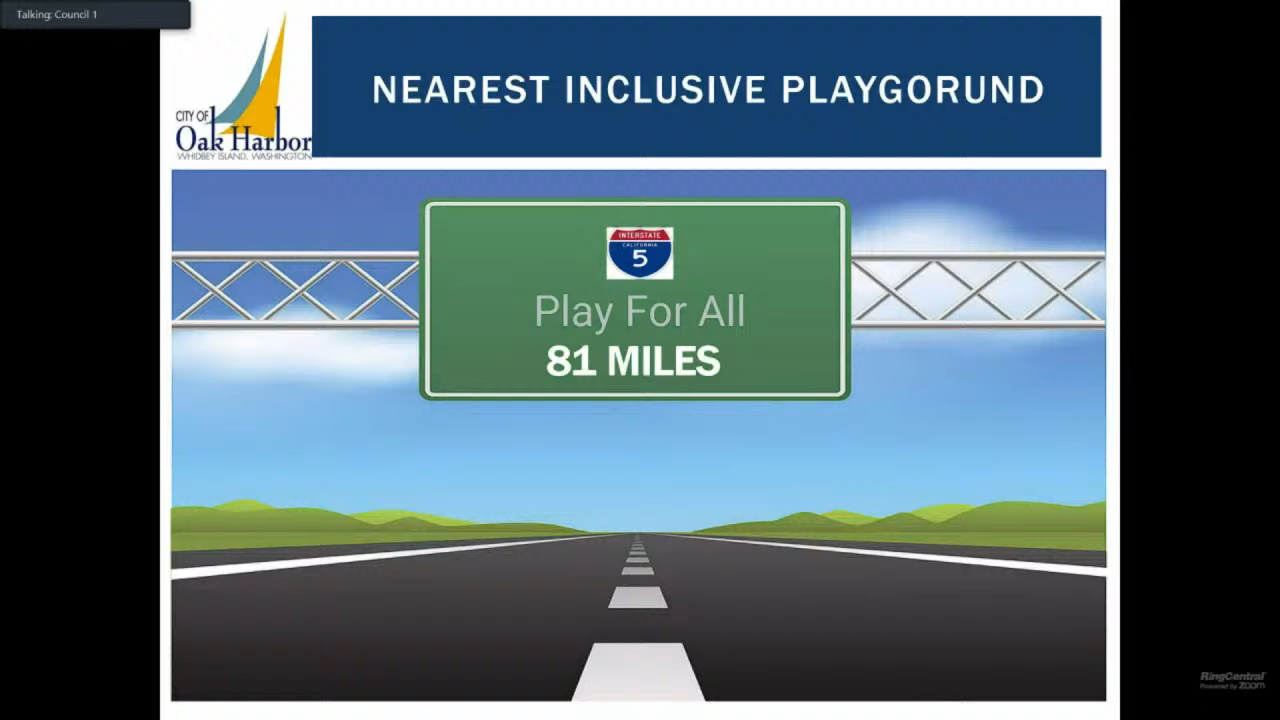 Talking: Council 1
CITY OF
Oak Harbor
WHIDBEY ISLAND, WASHINGTON
NEAREST INCLUSIVE PLAYGORUND
INTERSTATE
CALIFORNIA
5
Play For All
81 MILES
RingCentral
Powered by zoom